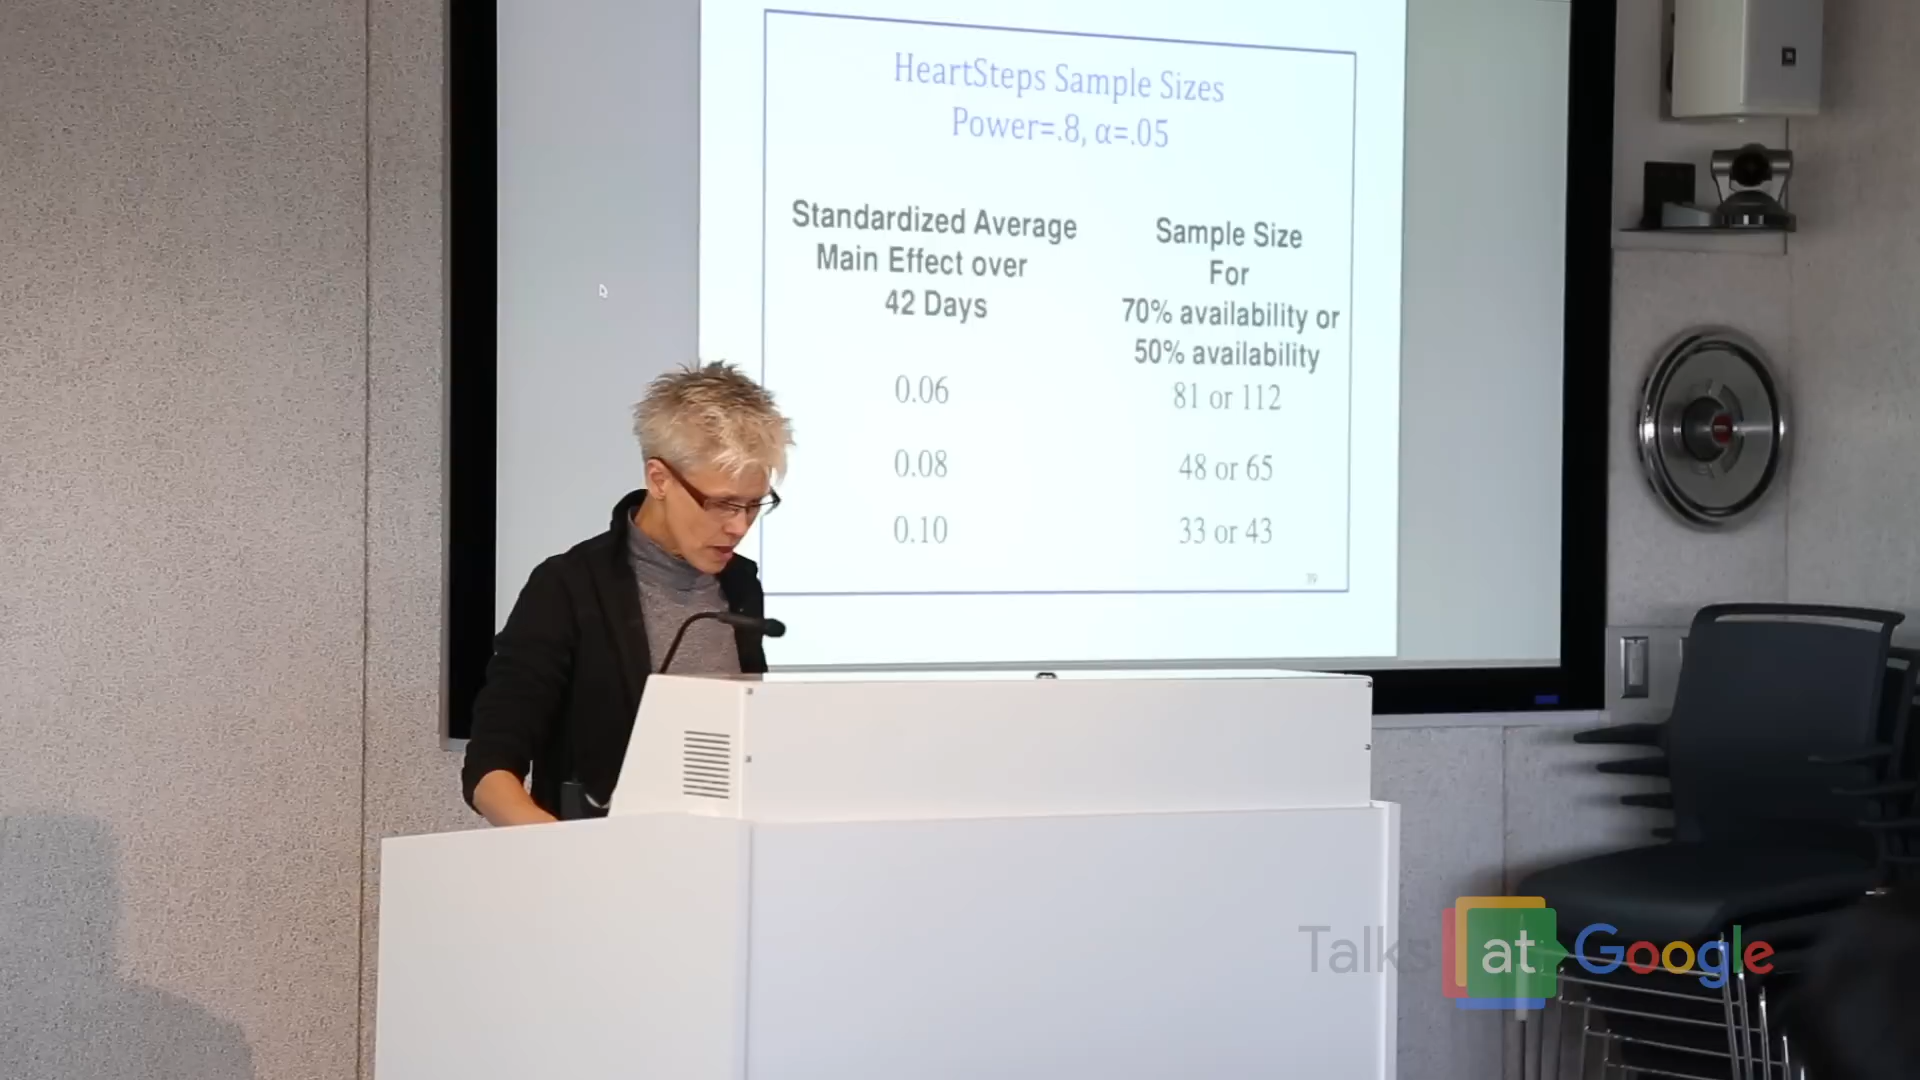 HeartSteps Sample Sizes
Power=.8, α=.05
Standardized Average
Main Effect over
42 Days
Sample Size
For
70% availability or
50% availability
0.06 81 or 112
0.08 48 or 65
0.10 33 or 43
19
Talks at Google